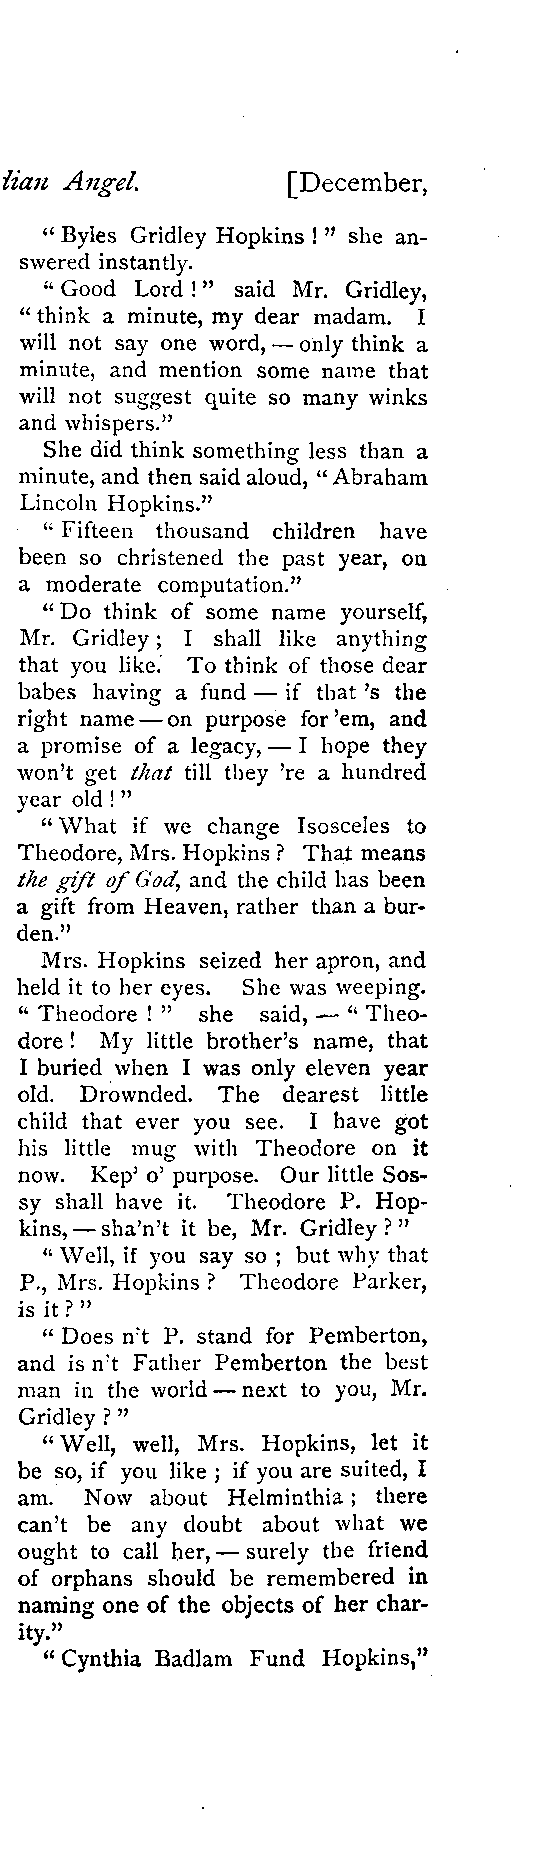 lian Angel. [December,
“ Byles Gridley Hopkins ! ” she an-
swered instantly.
“ Good Lord ! ” said Mr. Gridley,
“ think a minute, my dear madam. I
will not say one word, — only think a
minute, and mention some name that
will not suggest quite so many winks
and whispers.”
She did think something less than a
minute, and then said aloud, “ Abraham
Lincoln Hopkins.”
“ Fifteen thousand children have
been so christened the past year, on
a moderate computation.”
“ Do think of some name yourself,
Mr. Gridley ; I shall like anything
that you like. To think of those dear
babes having a fund — if that 's the
right name — on purpose for 'em, and
a promise of a legacy, — I hope they
won't get that till they 're a hundred
year old ! ”
“ What if we change Isosceles to
Theodore, Mrs. Hopkins ? That means
the gift of God, and the child has been
a gift from Heaven, rather than a bur-
den.”
Mrs. Hopkins seized her apron, and
held it to her eyes. She was weeping.
“ Theodore ! ” she said, — “ Theo-
dore ! My little brother's name, that
I buried when I was only eleven year
old. Drownded. The dearest little
child that ever you see. I have got
his little mug with Theodore on it
now. Kep' o' purpose. Our little Sos-
sy shall have it. Theodore P. Hop-
kins, — sha'n't it be, Mr. Gridley ? ”
“ Well, if you say so ; but why that
P., Mrs. Hopkins ? Theodore Parker,
is it ? ”
“ Does n't P. stand for Pemberton,
and is n't Father Pemberton the best
man in the world — next to you, Mr.
Gridley ? ”
“ Well, well, Mrs. Hopkins, let it
be so, if you like ; if you are suited, I
am. Now about Helminthia ; there
can't be any doubt about what we
ought to call her, — surely the friend
of orphans should be remembered in
naming one of the objects of her char-
ity.”
“ Cynthia Badlam Fund Hopkins,”